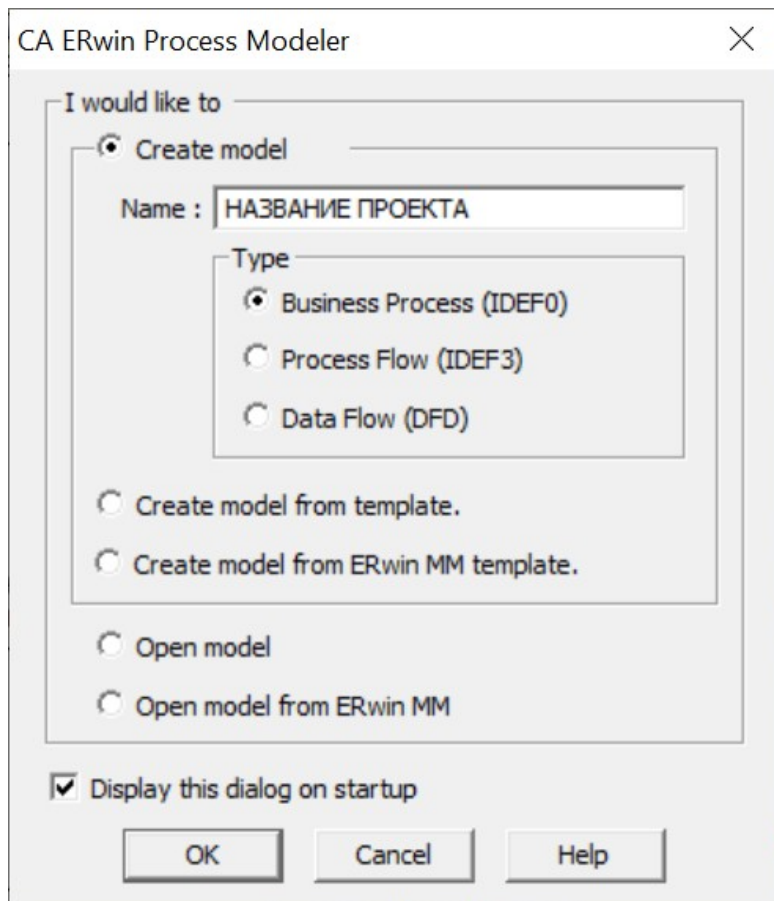 CA ERwin Process Modeler
I would like to
Create model
Name : НАЗВАНИЕ ПРОЕКТА
Type
Business Process (IDEF0)
Process Flow (IDEF3)
Data Flow (DFD)
Create model from template.
Create model from ERwin MM template.
Open model
Open model from ERwin MM
Display this dialog on startup
OK Cancel Help